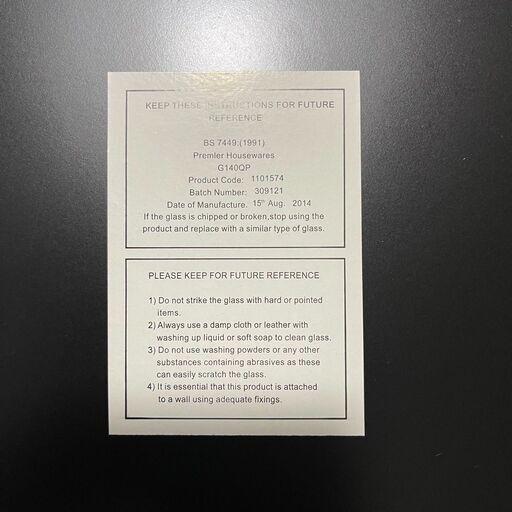 KEEP THESE INSTRUCTIONS FOR FUTURE
REFERENCE
BS 7449:(1991)
Premler Housewares
G140QP
Product Code: 1101574
Batch Number: 309121
Date of Manufacture. 15th Aug. 2014
If the glass is chipped or broken,stop using the
product and replace with a similar type of glass.
PLEASE KEEP FOR FUTURE REFERENCE
1) Do not strike the glass with hard or pointed
items.
2) Always use a damp cloth or leather with
washing up liquid or soft soap to clean glass.
3) Do not use washing powders or any other
substances containing abrasives as these
can easily scratch the glass.
4) It is essential that this product is attached
to a wall using adequate fixings.